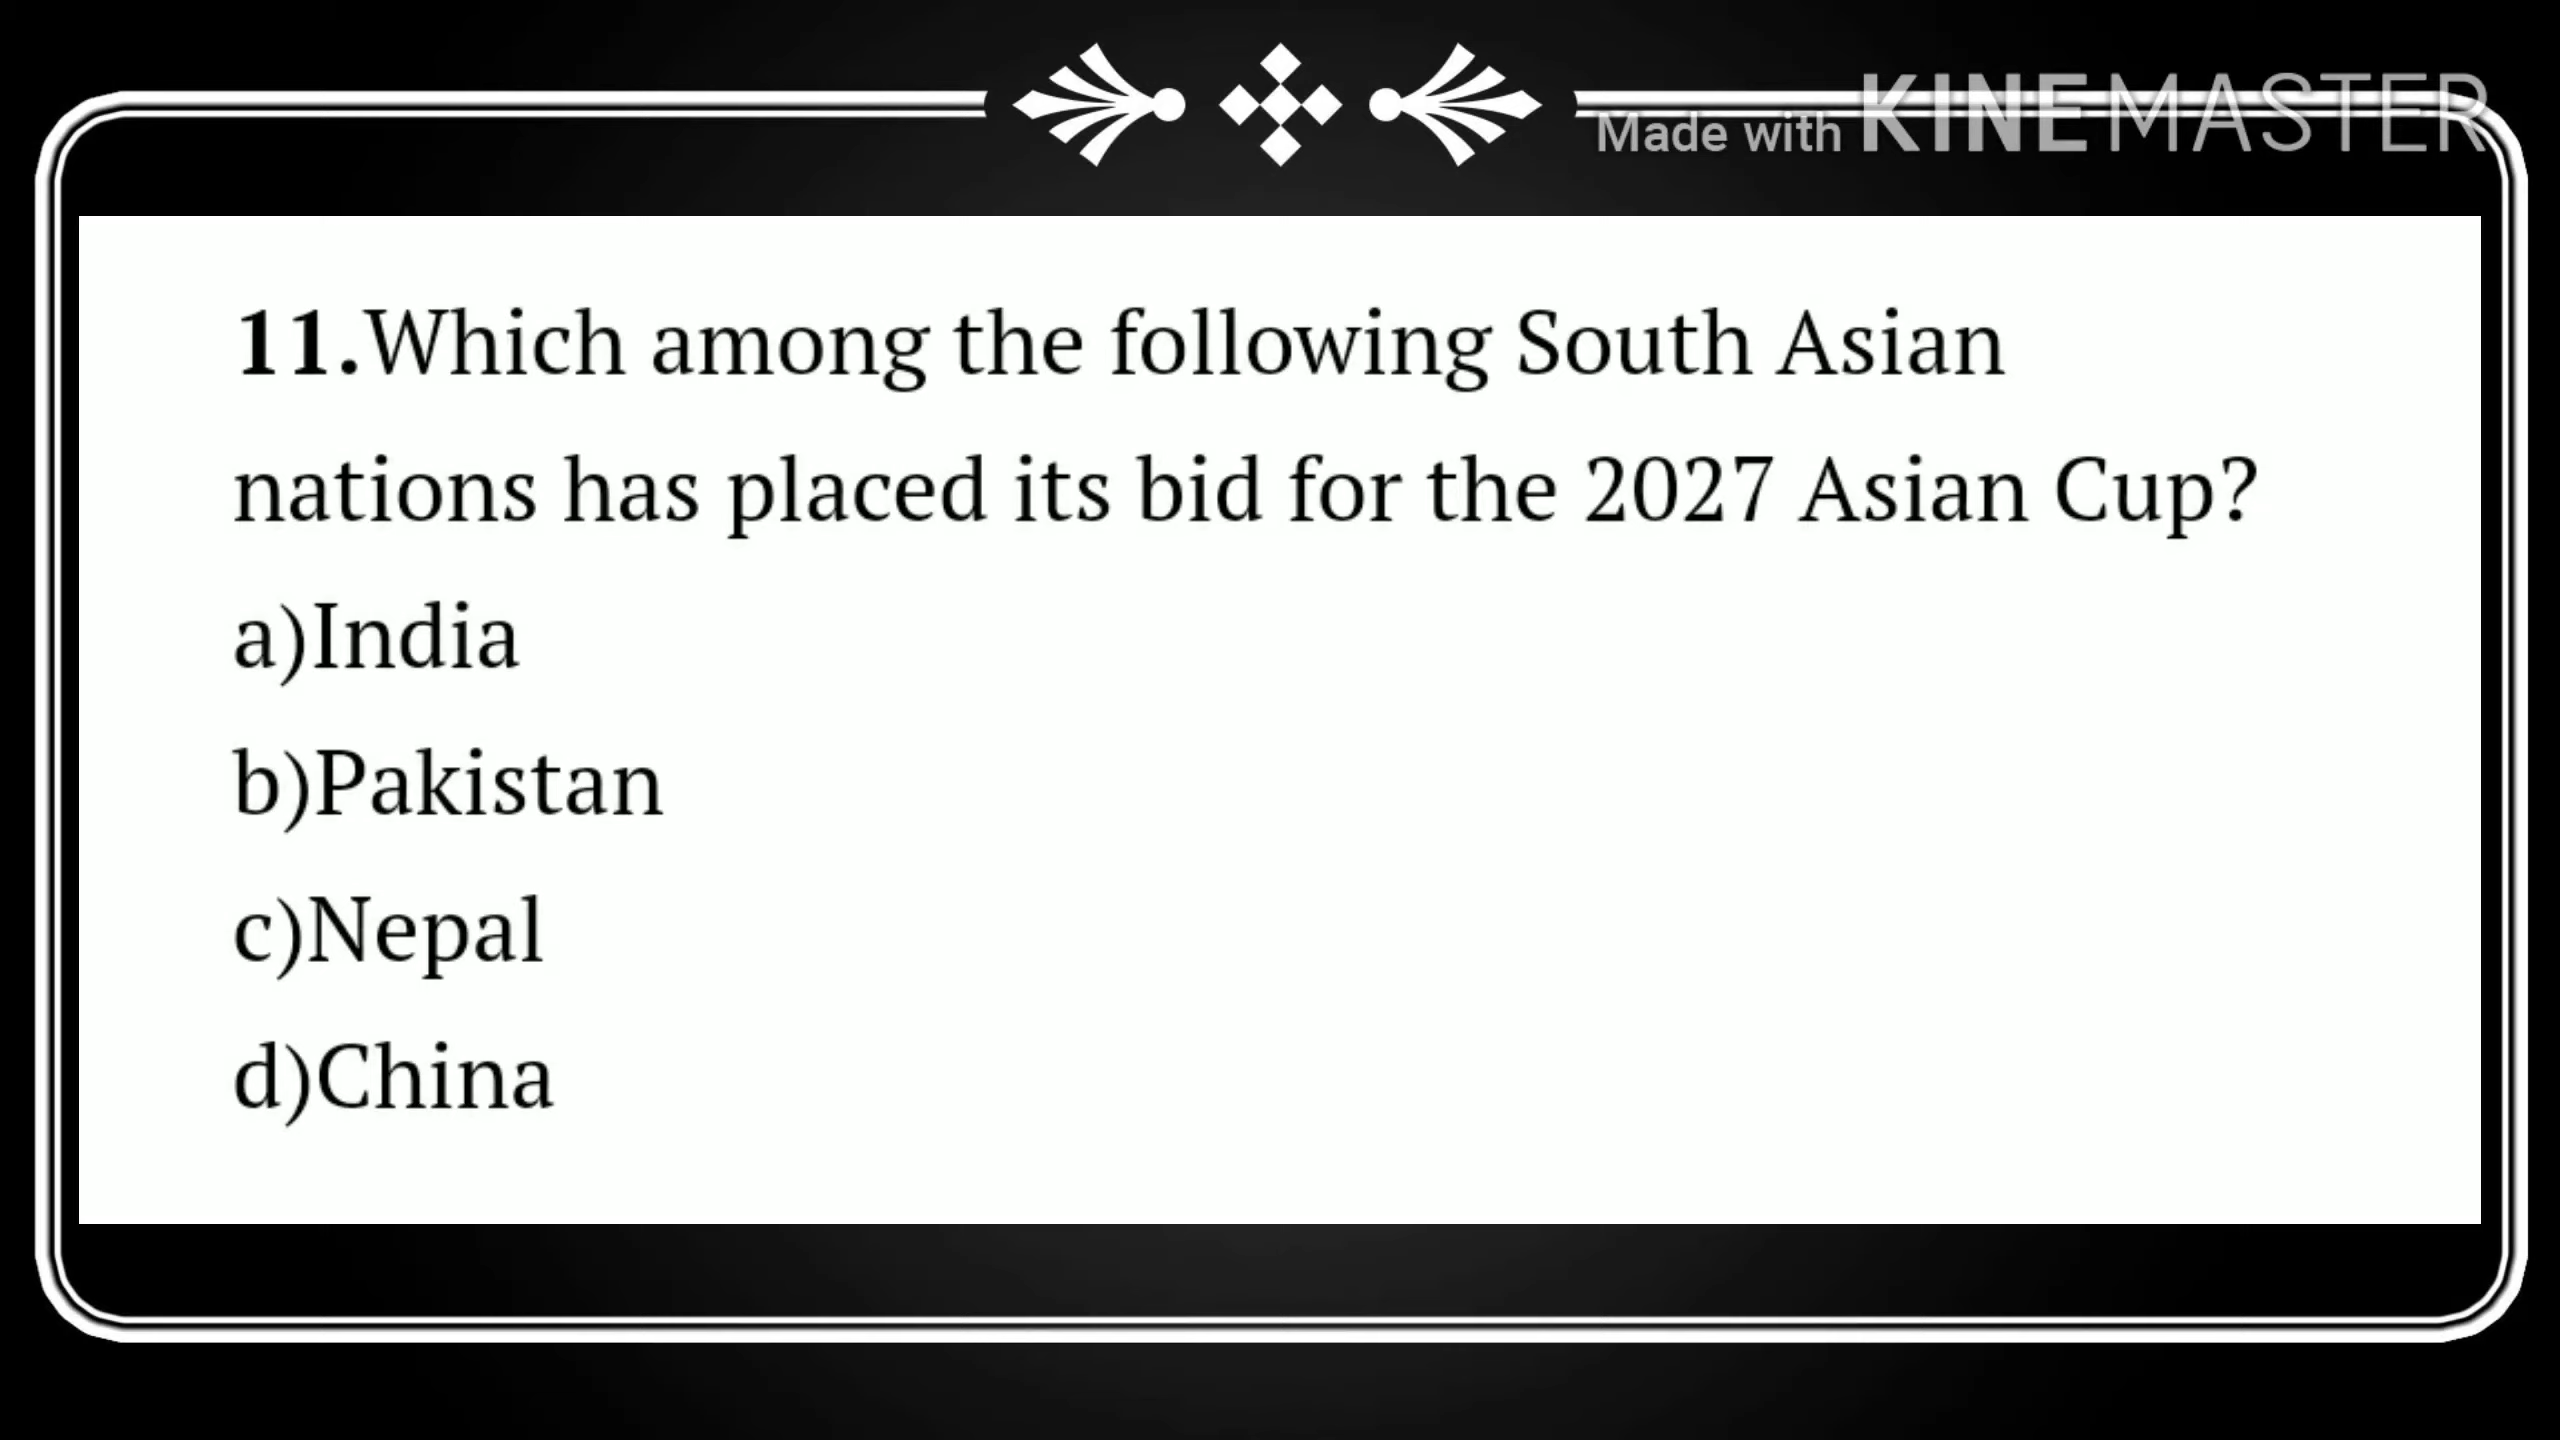 Made with KINEMASTER
11.Which among the following South Asian
nations has placed its bid for the 2027 Asian Cup?
a)India
b)Pakistan
c)Nepal
d)China